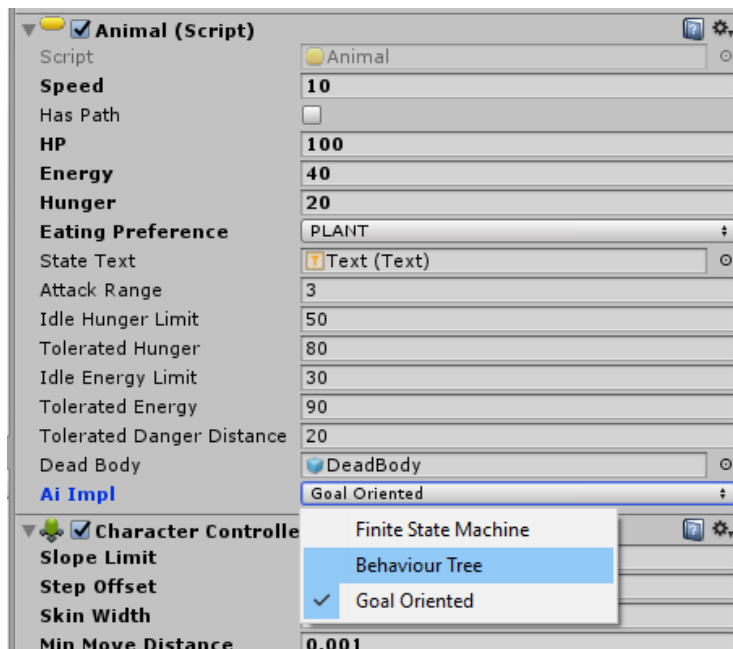 Animal (Script)
Script Animal
Speed 10
Has Path
HP 100
Energy 40
Hunger 20
Eating Preference PLANT
State Text Text (Text)
Attack Range 3
Idle Hunger Limit 50
Tolerated Hunger 80
Idle Energy Limit 30
Tolerated Energy 90
Tolerated Danger Distance 20
Dead Body DeadBody
Ai Impl Goal Oriented
Finite State Machine
Behaviour Tree
Goal Oriented
Character Controlle
Slope Limit
Step Offset
Skin Width
Min Move Distance 0.001